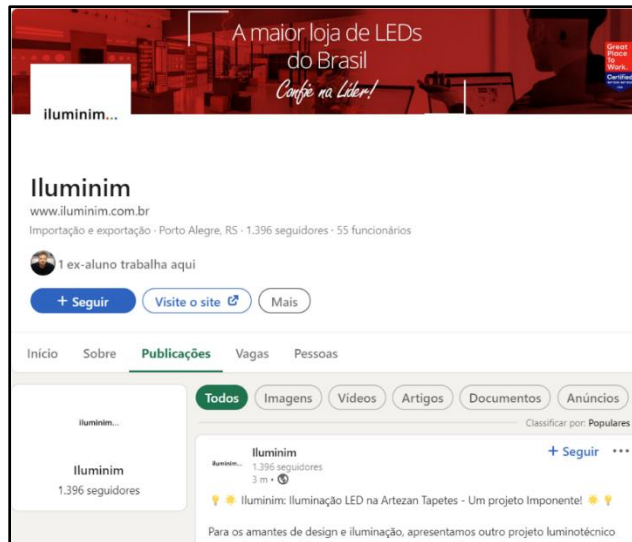 A maior loja de LEDs
do Brasil
Confie na Líder!
Great
Place
To
Work.
Certified
iluminim...
Iluminim
www.iluminim.com.br
Importação e exportação · Porto Alegre, RS · 1.396 seguidores · 55 funcionários
1 ex-aluno trabalha aqui
+ Seguir
Visite o site
Mais
Início Sobre Publicações Vagas Pessoas
Todos Imagens Vídeos Artigos Documentos Anúncios
Classificar por: Populares
iluminim...
Iluminim
1.396 seguidores
iluminim...
Iluminim
1.396 seguidores
3 m •
+ Seguir •••
💡 ☀️ Iluminim: Iluminação LED na Artezan Tapetes - Um projeto Imponente! ☀️ 💡
Para os amantes de design e iluminação, apresentamos outro projeto luminotécnico